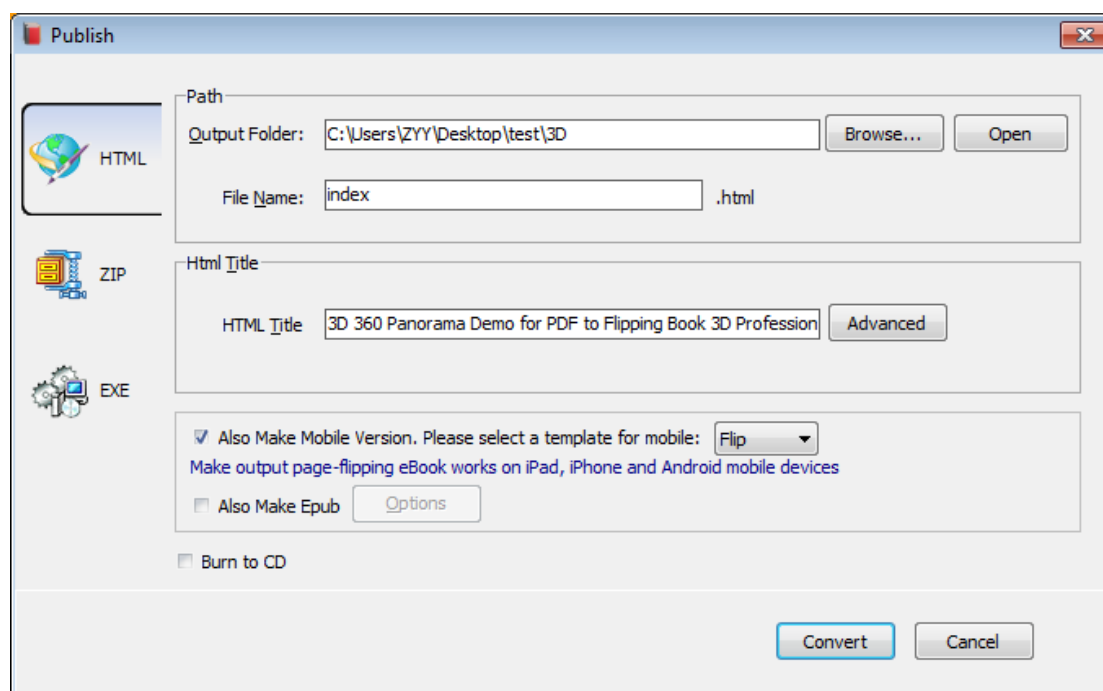 Publish
HTML
ZIP
EXE
Path
Output Folder: C:\Users\ZYY\Desktop\test\3D Browse... Open
File Name: index .html
Html Title
HTML Title 3D 360 Panorama Demo for PDF to Flipping Book 3D Profession Advanced
Also Make Mobile Version. Please select a template for mobile: Flip
Make output page-flipping eBook works on iPad, iPhone and Android mobile devices
Also Make Epub Options
Burn to CD
Convert Cancel